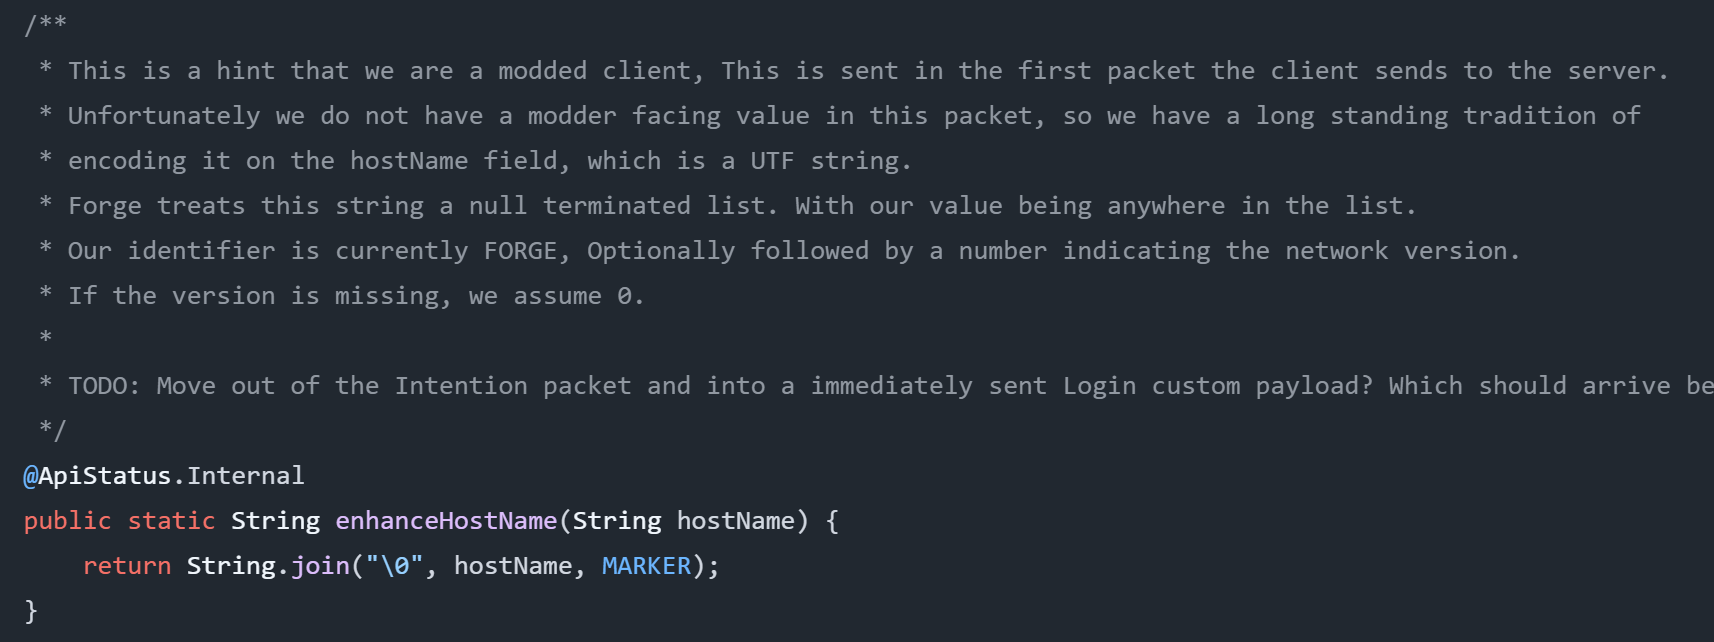 /**
 * This is a hint that we are a modded client, This is sent in the first packet the client sends to the server.
 * Unfortunately we do not have a modder facing value in this packet, so we have a long standing tradition of
 * encoding it on the hostName field, which is a UTF string.
 * Forge treats this string a null terminated list. With our value being anywhere in the list.
 * Our identifier is currently FORGE, Optionally followed by a number indicating the network version.
 * If the version is missing, we assume 0.
 *
 * TODO: Move out of the Intention packet and into a immediately sent Login custom payload? Which should arrive be
 */
@ApiStatus.Internal
public static String enhanceHostName(String hostName) {
    return String.join("\0", hostName, MARKER);
}